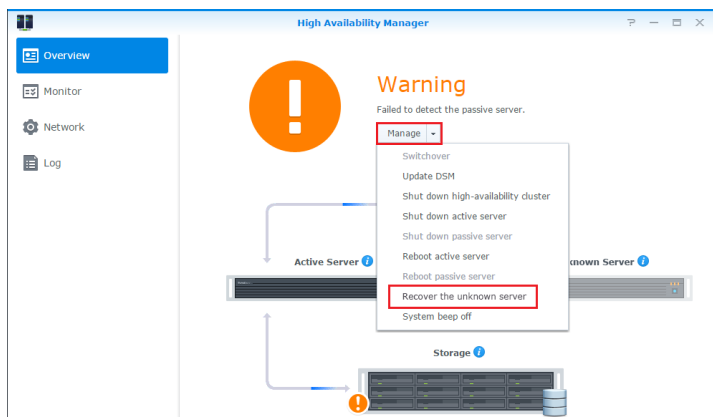 High Availability Manager
Overview
Monitor
Network
Log
Warning
Failed to detect the passive server.
Manage
Switchover
Update DSM
Shut down high-availability cluster
Shut down active server
Shut down passive server
Reboot active server
Reboot passive server
Recover the unknown server
System beep off
Active Server
Server
Storage